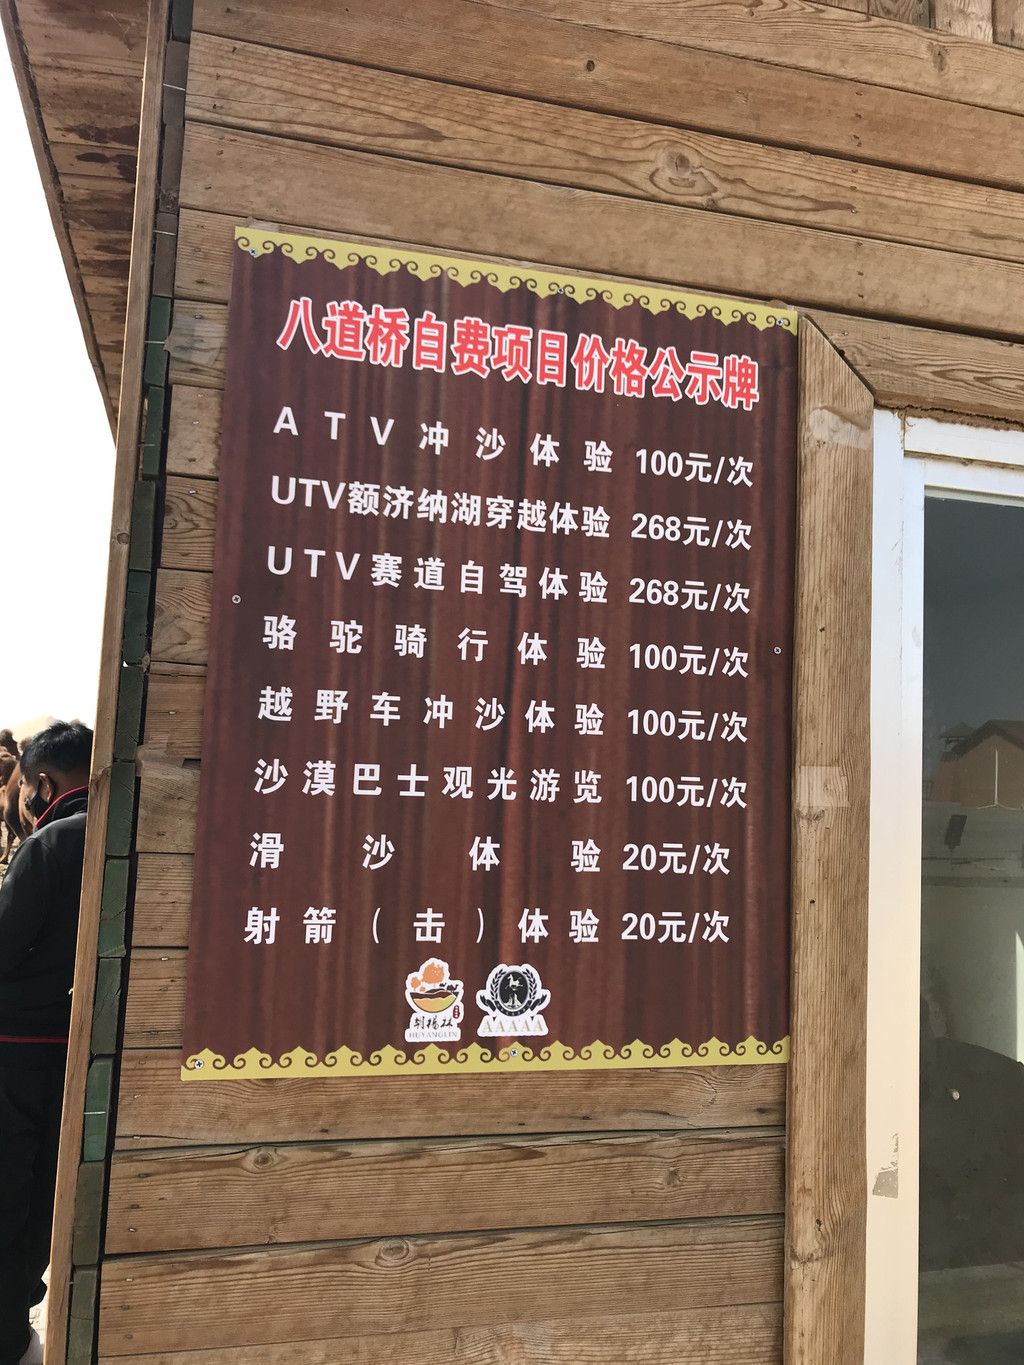 八道桥自费项目价格公示牌
ATV冲沙体验 100元/次
UTV额济纳湖穿越体验 268元/次
UTV赛道自驾体验 268元/次
骆驼骑行体验 100元/次
越野车冲沙体验 100元/次
沙漠巴士观光游览 100元/次
滑沙体验 20元/次
射箭(击)体验 20元/次
胡杨林
HUYANGLIN
AAAAA